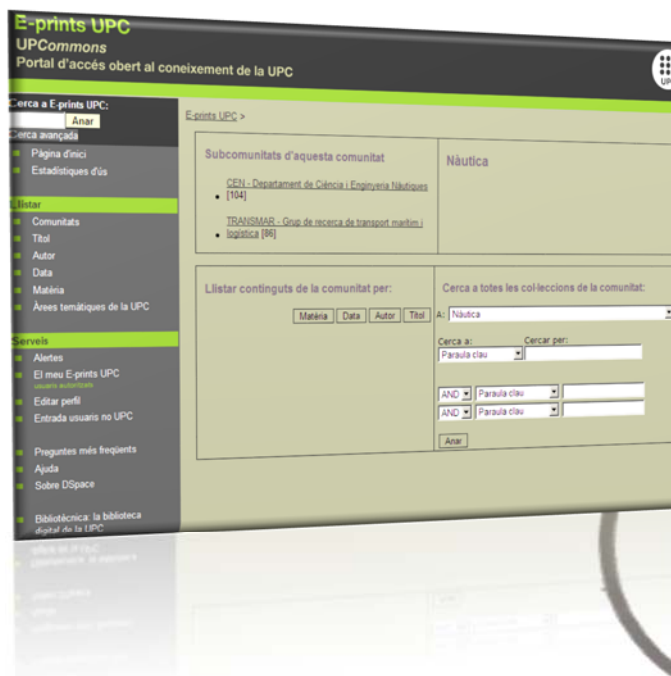 E-prints UPC
UPCommons
Portal d'accés obert al coneixement de la UPC
UPC
Cerca a E-prints UPC:
Anar
Cerca avançada
Pàgina d'inici
Estadístiques d'ús
Llistar
Comunitats
Títol
Autor
Data
Matèria
Àrees temàtiques de la UPC
Serveis
Alertes
El meu E-prints UPC
usuaris autoritzats
Editar perfil
Entrada usuaris no UPC
Preguntes més freqüents
Ajuda
Sobre DSpace
Bibliotècnica: la biblioteca
digital de la UPC
E-prints UPC >
Subcomunitats d'aquesta comunitat
CEN - Departament de Ciència i Enginyeria Nàutiques
[104]
TRANSMAR - Grup de recerca de transport marítim i
logística [86]
Nàutica
Llistar continguts de la comunitat per:
Matèria Data Autor Títol
Cerca a totes les col·leccions de la comunitat:
A: Nàutica
Cerca a: Cercar per:
Paraula clau
AND Paraula clau
AND Paraula clau
Anar